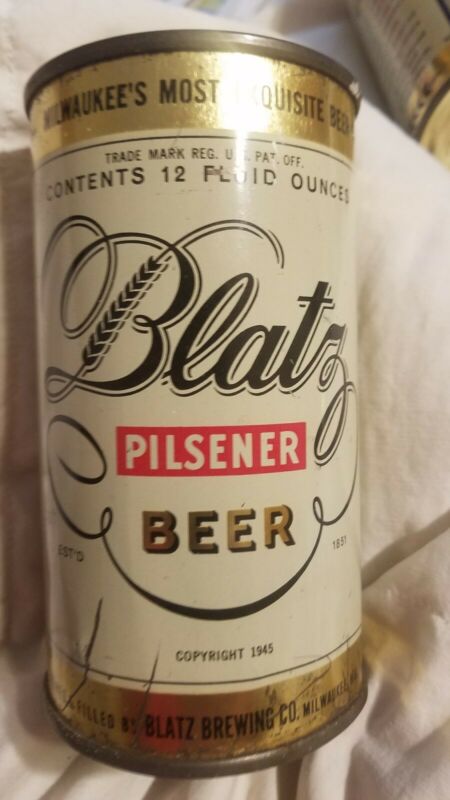 MILWAUKEE'S MOST EXQUISITE BEER
TRADE MARK REG. U.S. PAT. OFF.
CONTENTS 12 FLUID OUNCES
Blatz
PILSENER
BEER
EST'D 1851
COPYRIGHT 1945
& FILLED BY BLATZ BREWING CO. MILWAUKEE,